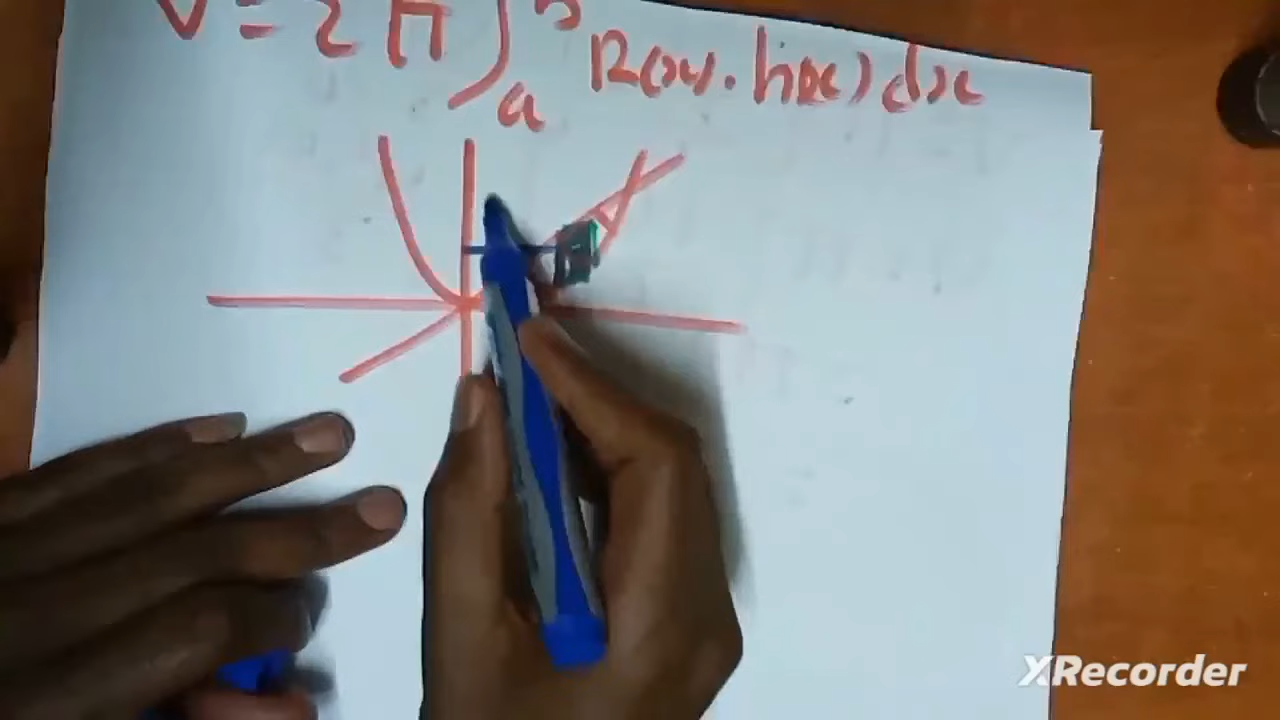 V = 2π ∫ₐᵇ R(x). h(x) dx
XRecorder